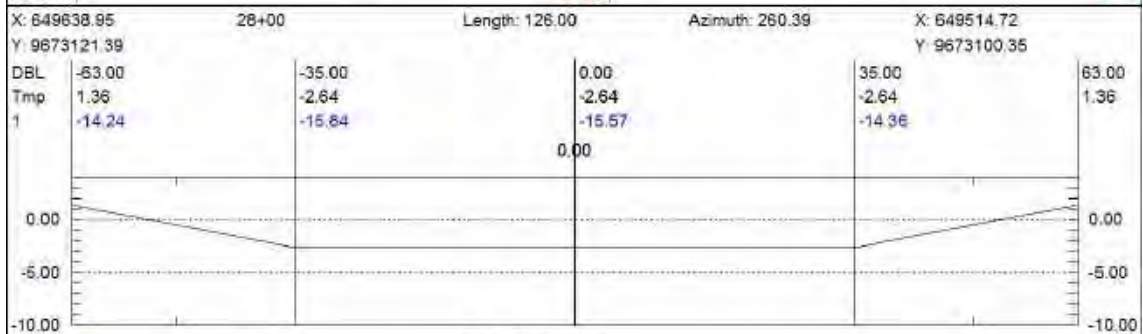 X: 649638.95 28+00 Length: 126.00 Azimuth: 260.39 X: 649514.72
Y: 9673121.39 Y: 9673100.35
DBL -63.00 -35.00 0.00 35.00 63.00
Tmp 1.36 -2.64 -2.64 -2.64 1.36
1 -14.24 -15.84 -15.57 -14.36
0.00
0.00 0.00
-5.00 -5.00
-10.00 -10.00